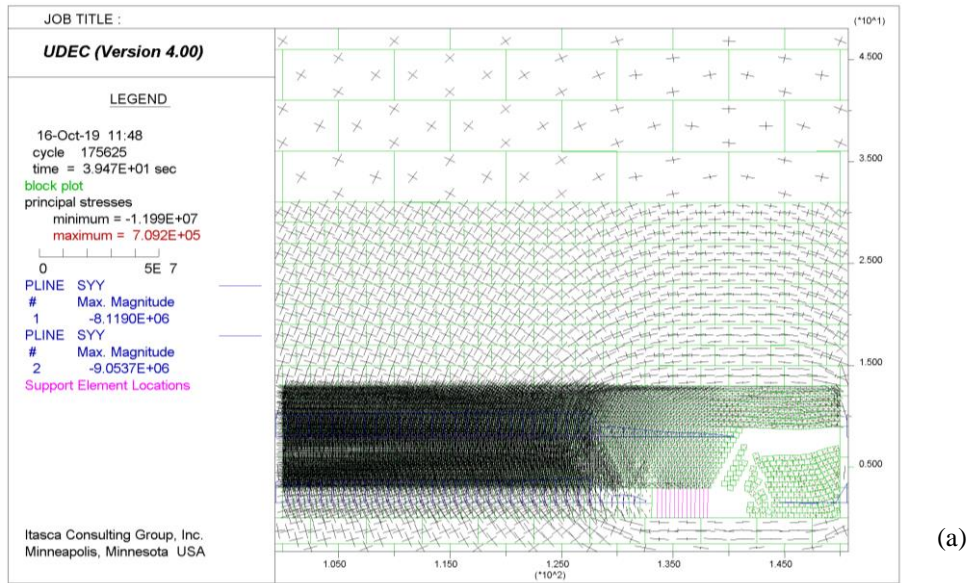 JOB TITLE :
(*10^1)
UDEC (Version 4.00)
LEGEND
16-Oct-19 11:48
cycle 175625
time = 3.947E+01 sec
block plot
principal stresses
minimum = -1.199E+07
maximum = 7.092E+05
0 5E 7
PLINE SYY
# Max. Magnitude
1 -8.1190E+06
PLINE SYY
# Max. Magnitude
2 -9.0537E+06
Support Element Locations
Itasca Consulting Group, Inc.
Minneapolis, Minnesota USA
4.500
3.500
2.500
1.500
0.500
1.050 1.150 1.250 1.350 1.450
(*10^2)
(a)